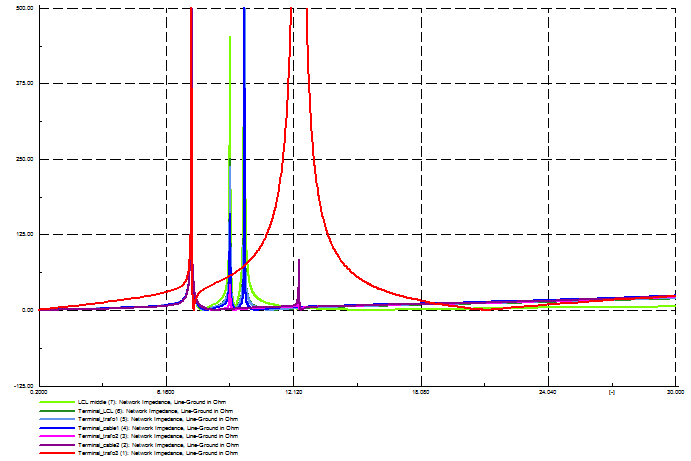 500.00
375.00
250.00
125.00
0.00
-125.00
0.2000 6.1600 12.120 18.080 24.040 [-] 30.000
LCL middle (7): Network Impedance, Line-Ground in Ohm
Terminal_LCL (6): Network Impedance, Line-Ground in Ohm
Terminal_trafo1 (5): Network Impedance, Line-Ground in Ohm
Terminal_cable1 (4): Network Impedance, Line-Ground in Ohm
Terminal_trafo2 (3): Network Impedance, Line-Ground in Ohm
Terminal_cable2 (2): Network Impedance, Line-Ground in Ohm
Terminal_trafo3 (1): Network Impedance, Line-Ground in Ohm